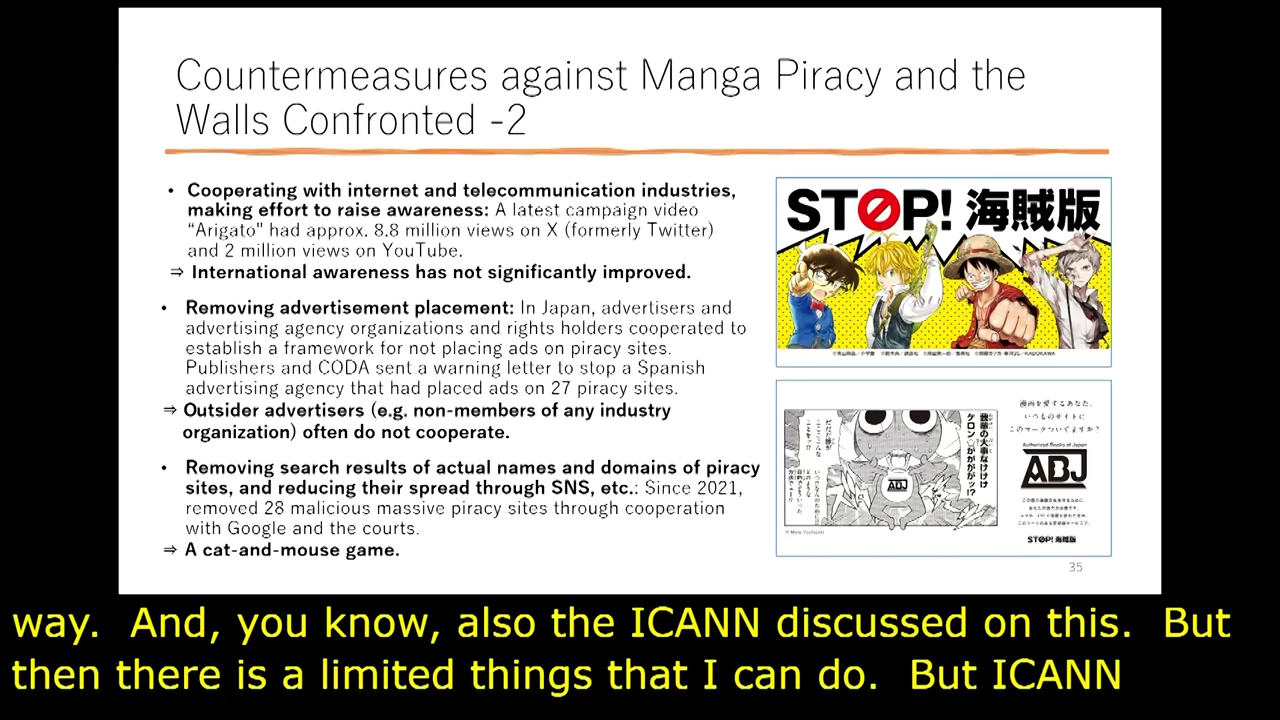 Countermeasures against Manga Piracy and the
Walls Confronted -2
• Cooperating with internet and telecommunication industries,
making effort to raise awareness: A latest campaign video
“Arigato" had approx. 8.8 million views on X (formerly Twitter)
and 2 million views on YouTube.
⇒ International awareness has not significantly improved.
• Removing advertisement placement: In Japan, advertisers and
advertising agency organizations and rights holders cooperated to
establish a framework for not placing ads on piracy sites.
Publishers and CODA sent a warning letter to stop a Spanish
advertising agency that had placed ads on 27 piracy sites.
⇒ Outsider advertisers (e.g. non-members of any industry
organization) often do not cooperate.
• Removing search results of actual names and domains of piracy
sites, and reducing their spread through SNS, etc.: Since 2021,
removed 28 malicious massive piracy sites through cooperation
with Google and the courts.
⇒ A cat-and-mouse game.
STOP! 海賊版
漫画を愛するあなた、
いつものサイトに
このマークついてますか?
Authorized Books of Japan
ABJ
ABJ
STOP! 海賊版
35
way. And, you know, also the ICANN discussed on this. But
then there is a limited things that I can do. But ICANN